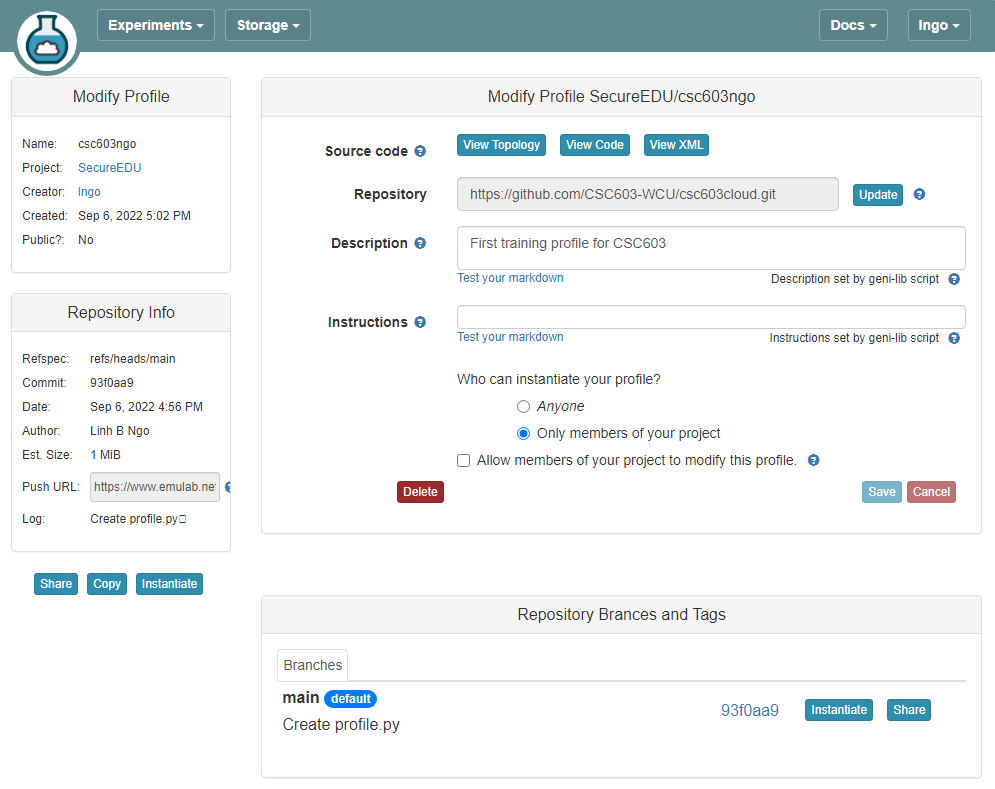 Experiments Storage Docs lngo
Modify Profile
Name: csc603ngo
Project: SecureEDU
Creator: lngo
Created: Sep 6, 2022 5:02 PM
Public?: No
Repository Info
Refspec: refs/heads/main
Commit: 93f0aa9
Date: Sep 6, 2022 4:56 PM
Author: Linh B Ngo
Est. Size: 1 MiB
Push URL: https://www.emulab.ne
Log: Create profile.py
Share Copy Instantiate
Modify Profile SecureEDU/csc603ngo
Source code View Topology View Code View XML
Repository https://github.com/CSC603-WCU/csc603cloud.git Update
Description First training profile for CSC603
Test your markdown Description set by geni-lib script
Instructions
Test your markdown Instructions set by geni-lib script
Who can instantiate your profile?
Anyone
Only members of your project
Allow members of your project to modify this profile.
Delete Save Cancel
Repository Brances and Tags
Branches
main default
Create profile.py
93f0aa9 Instantiate Share